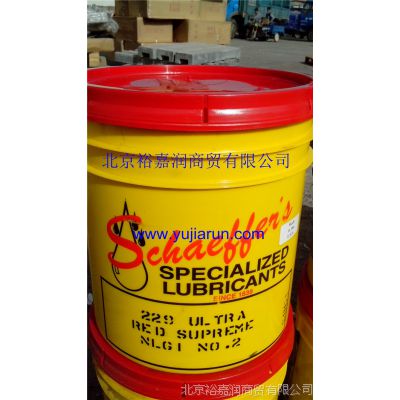 北京裕嘉润商贸有限公司
www.yujiarun.com
Schaeffer's
SPECIALIZED
LUBRICANTS
SINCE 1839
229 ULTRA
RED SUPREME
NLGI NO.2
北京裕嘉润商贸有限公司